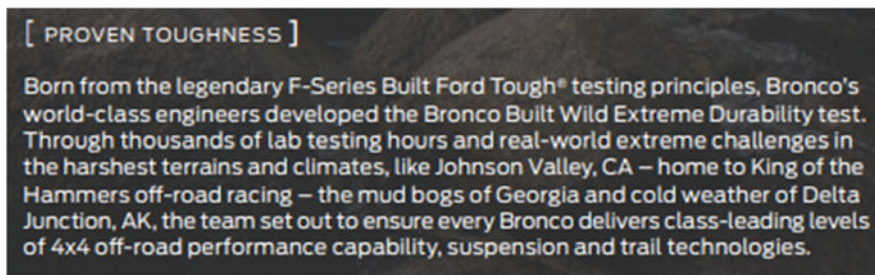 [ PROVEN TOUGHNESS ]
Born from the legendary F-Series Built Ford Tough® testing principles, Bronco's
world-class engineers developed the Bronco Built Wild Extreme Durability test.
Through thousands of lab testing hours and real-world extreme challenges in
the harshest terrains and climates, like Johnson Valley, CA – home to King of the
Hammers off-road racing – the mud bogs of Georgia and cold weather of Delta
Junction, AK, the team set out to ensure every Bronco delivers class-leading levels
of 4x4 off-road performance capability, suspension and trail technologies.